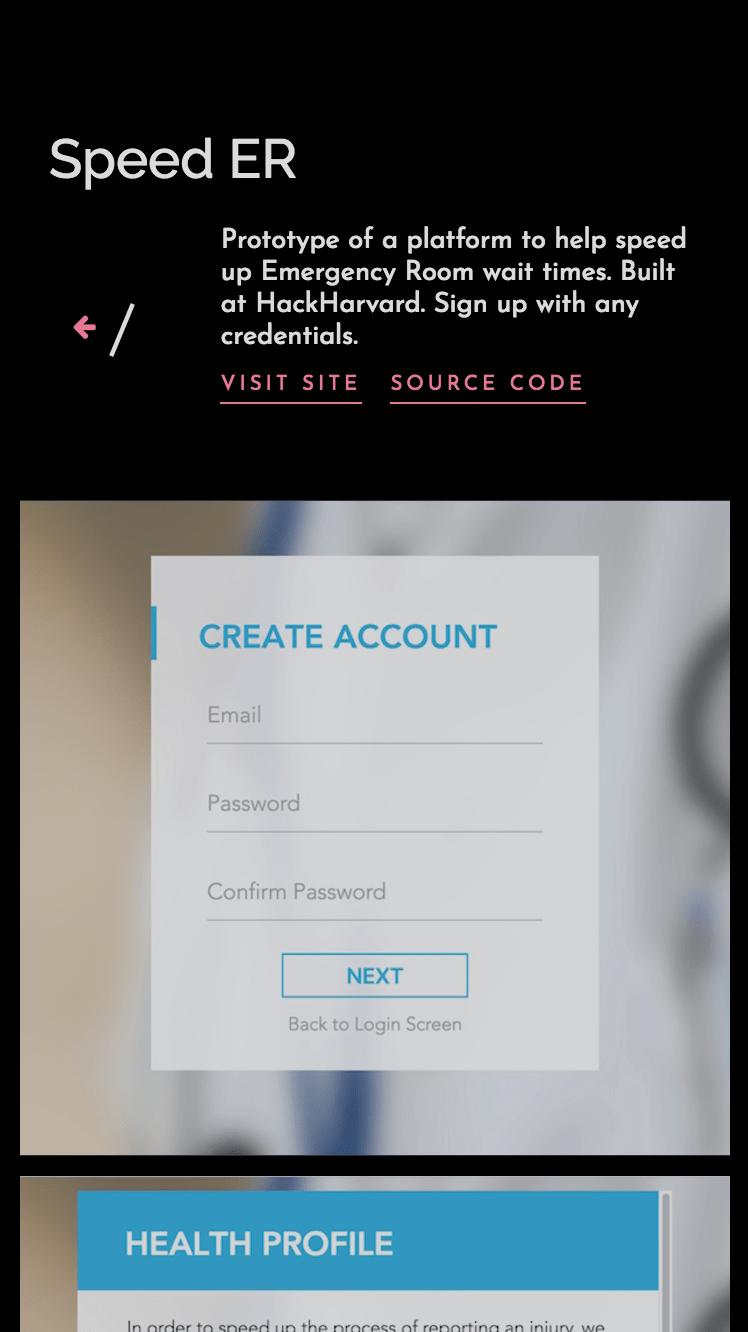 Speed ER
Prototype of a platform to help speed
up Emergency Room wait times. Built
at HackHarvard. Sign up with any
credentials.
/
VISIT SITE SOURCE CODE
CREATE ACCOUNT
Email
Password
Confirm Password
NEXT
Back to Login Screen
HEALTH PROFILE
In order to speed up the process of reporting an injury, we